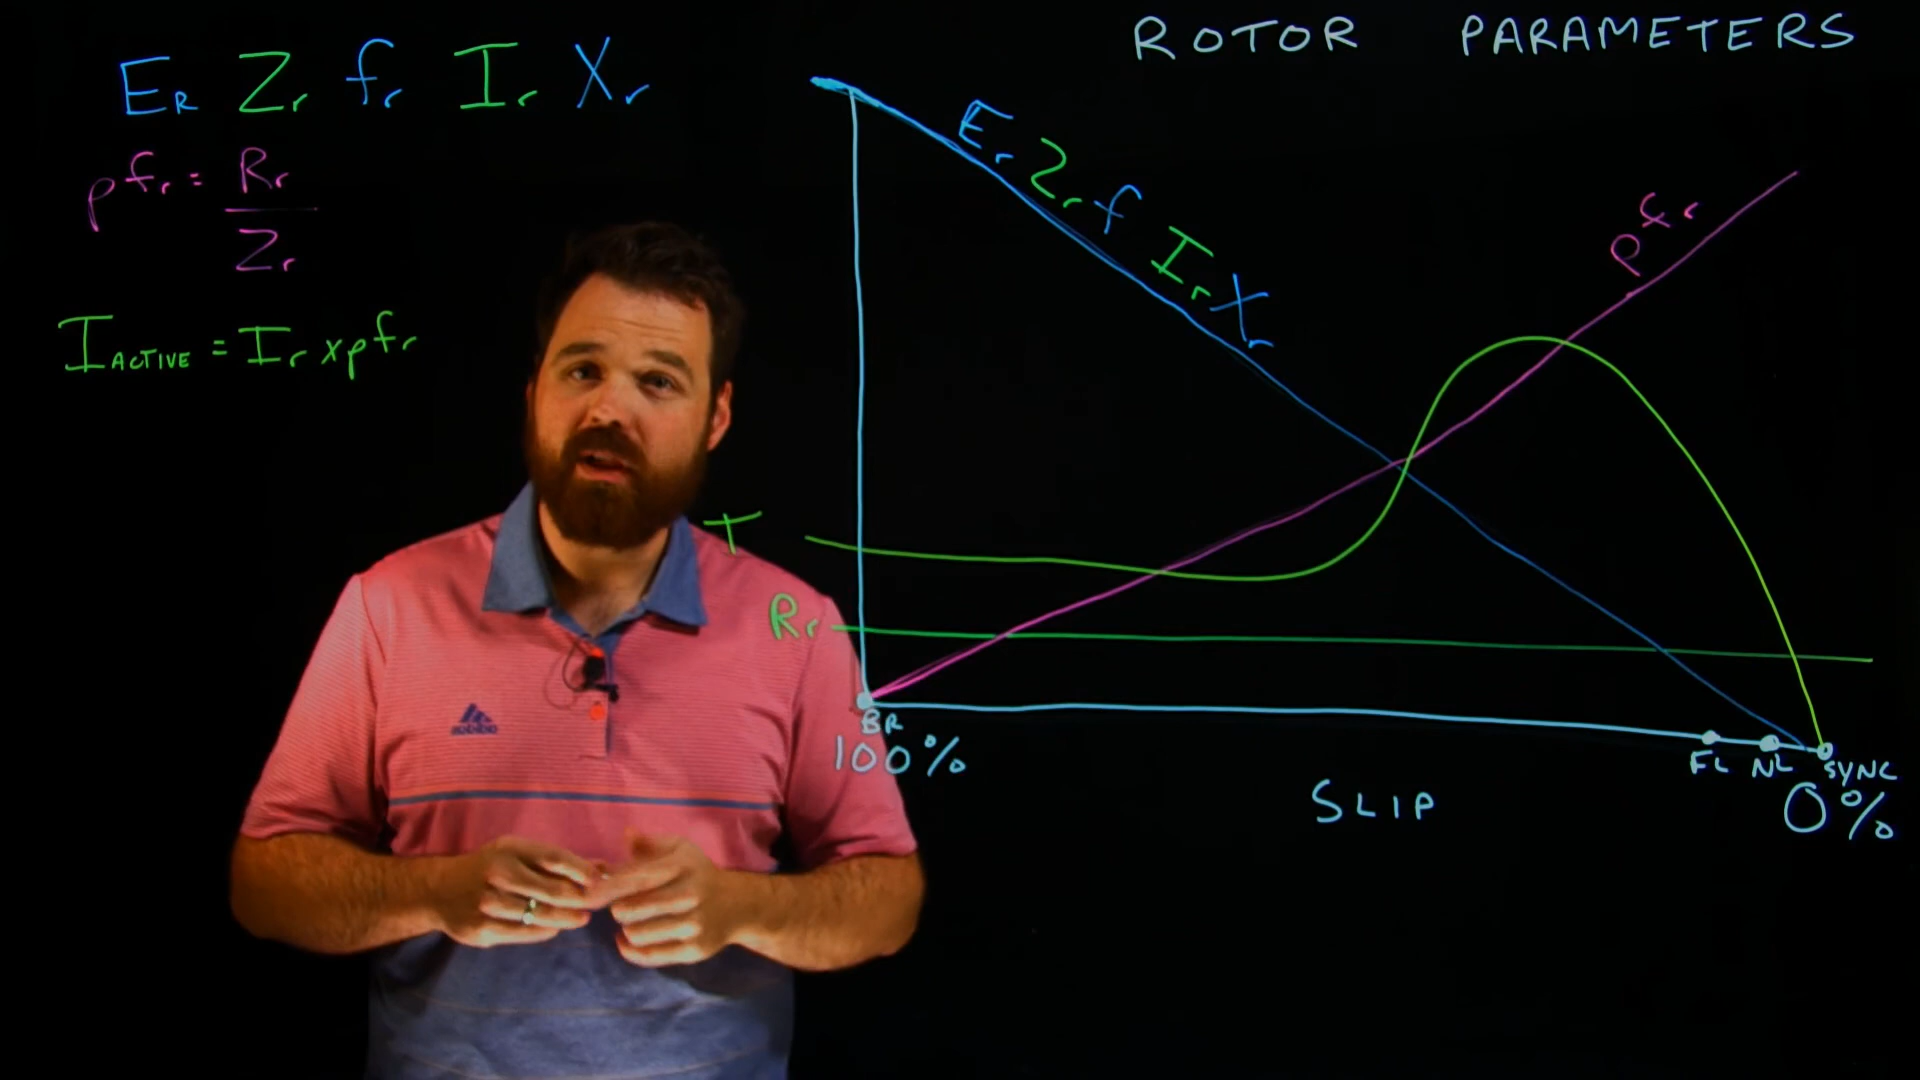 ROTOR PARAMETERS
ER Zr fr Ir Xr
pfr = Rr
Zr
IACTIVE = Ir x pfr
Er Zr f Ir Xr
pfr
T
Rr
BR
100%
FL NL SYNC
0%
SLIP
adidas